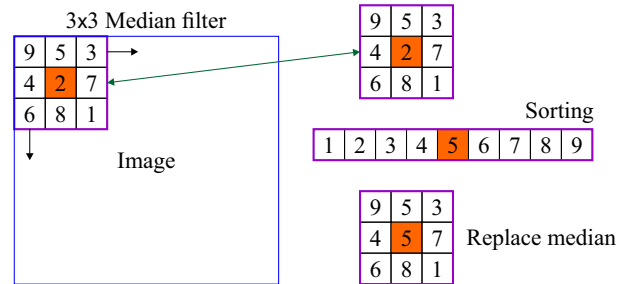 3x3 Median filter
9 5 3
4 2 7
6 8 1
Image
9 5 3
4 2 7
6 8 1
Sorting
1 2 3 4 5 6 7 8 9
9 5 3
4 5 7
6 8 1
Replace median